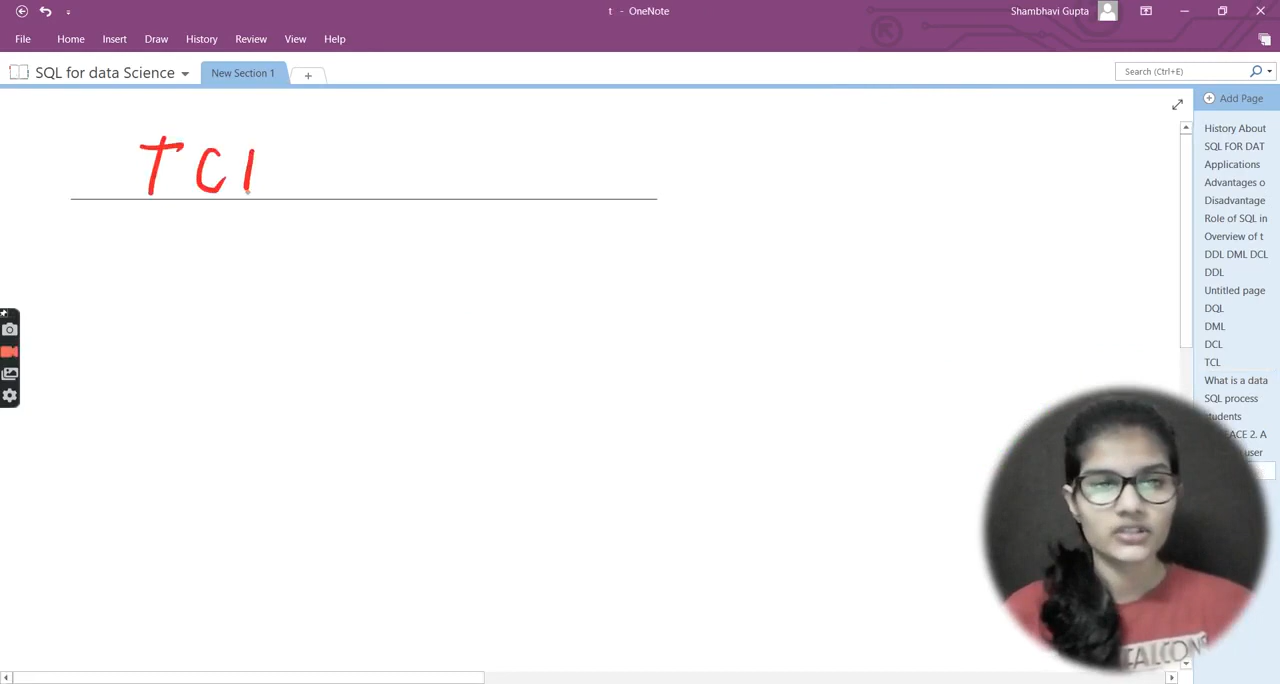 t - OneNote
Shambhavi Gupta
File Home Insert Draw History Review View Help
SQL for data Science
New Section 1
+
Search (Ctrl+E)
Add Page
TCI
History About
SQL FOR DAT
Applications
Advantages o
Disadvantage
Role of SQL in
Overview of t
DDL DML DCL
DDL
Untitled page
DQL
DML
DCL
TCL
What is a data
SQL process
tudents
ACE 2. A
user
FALCONS